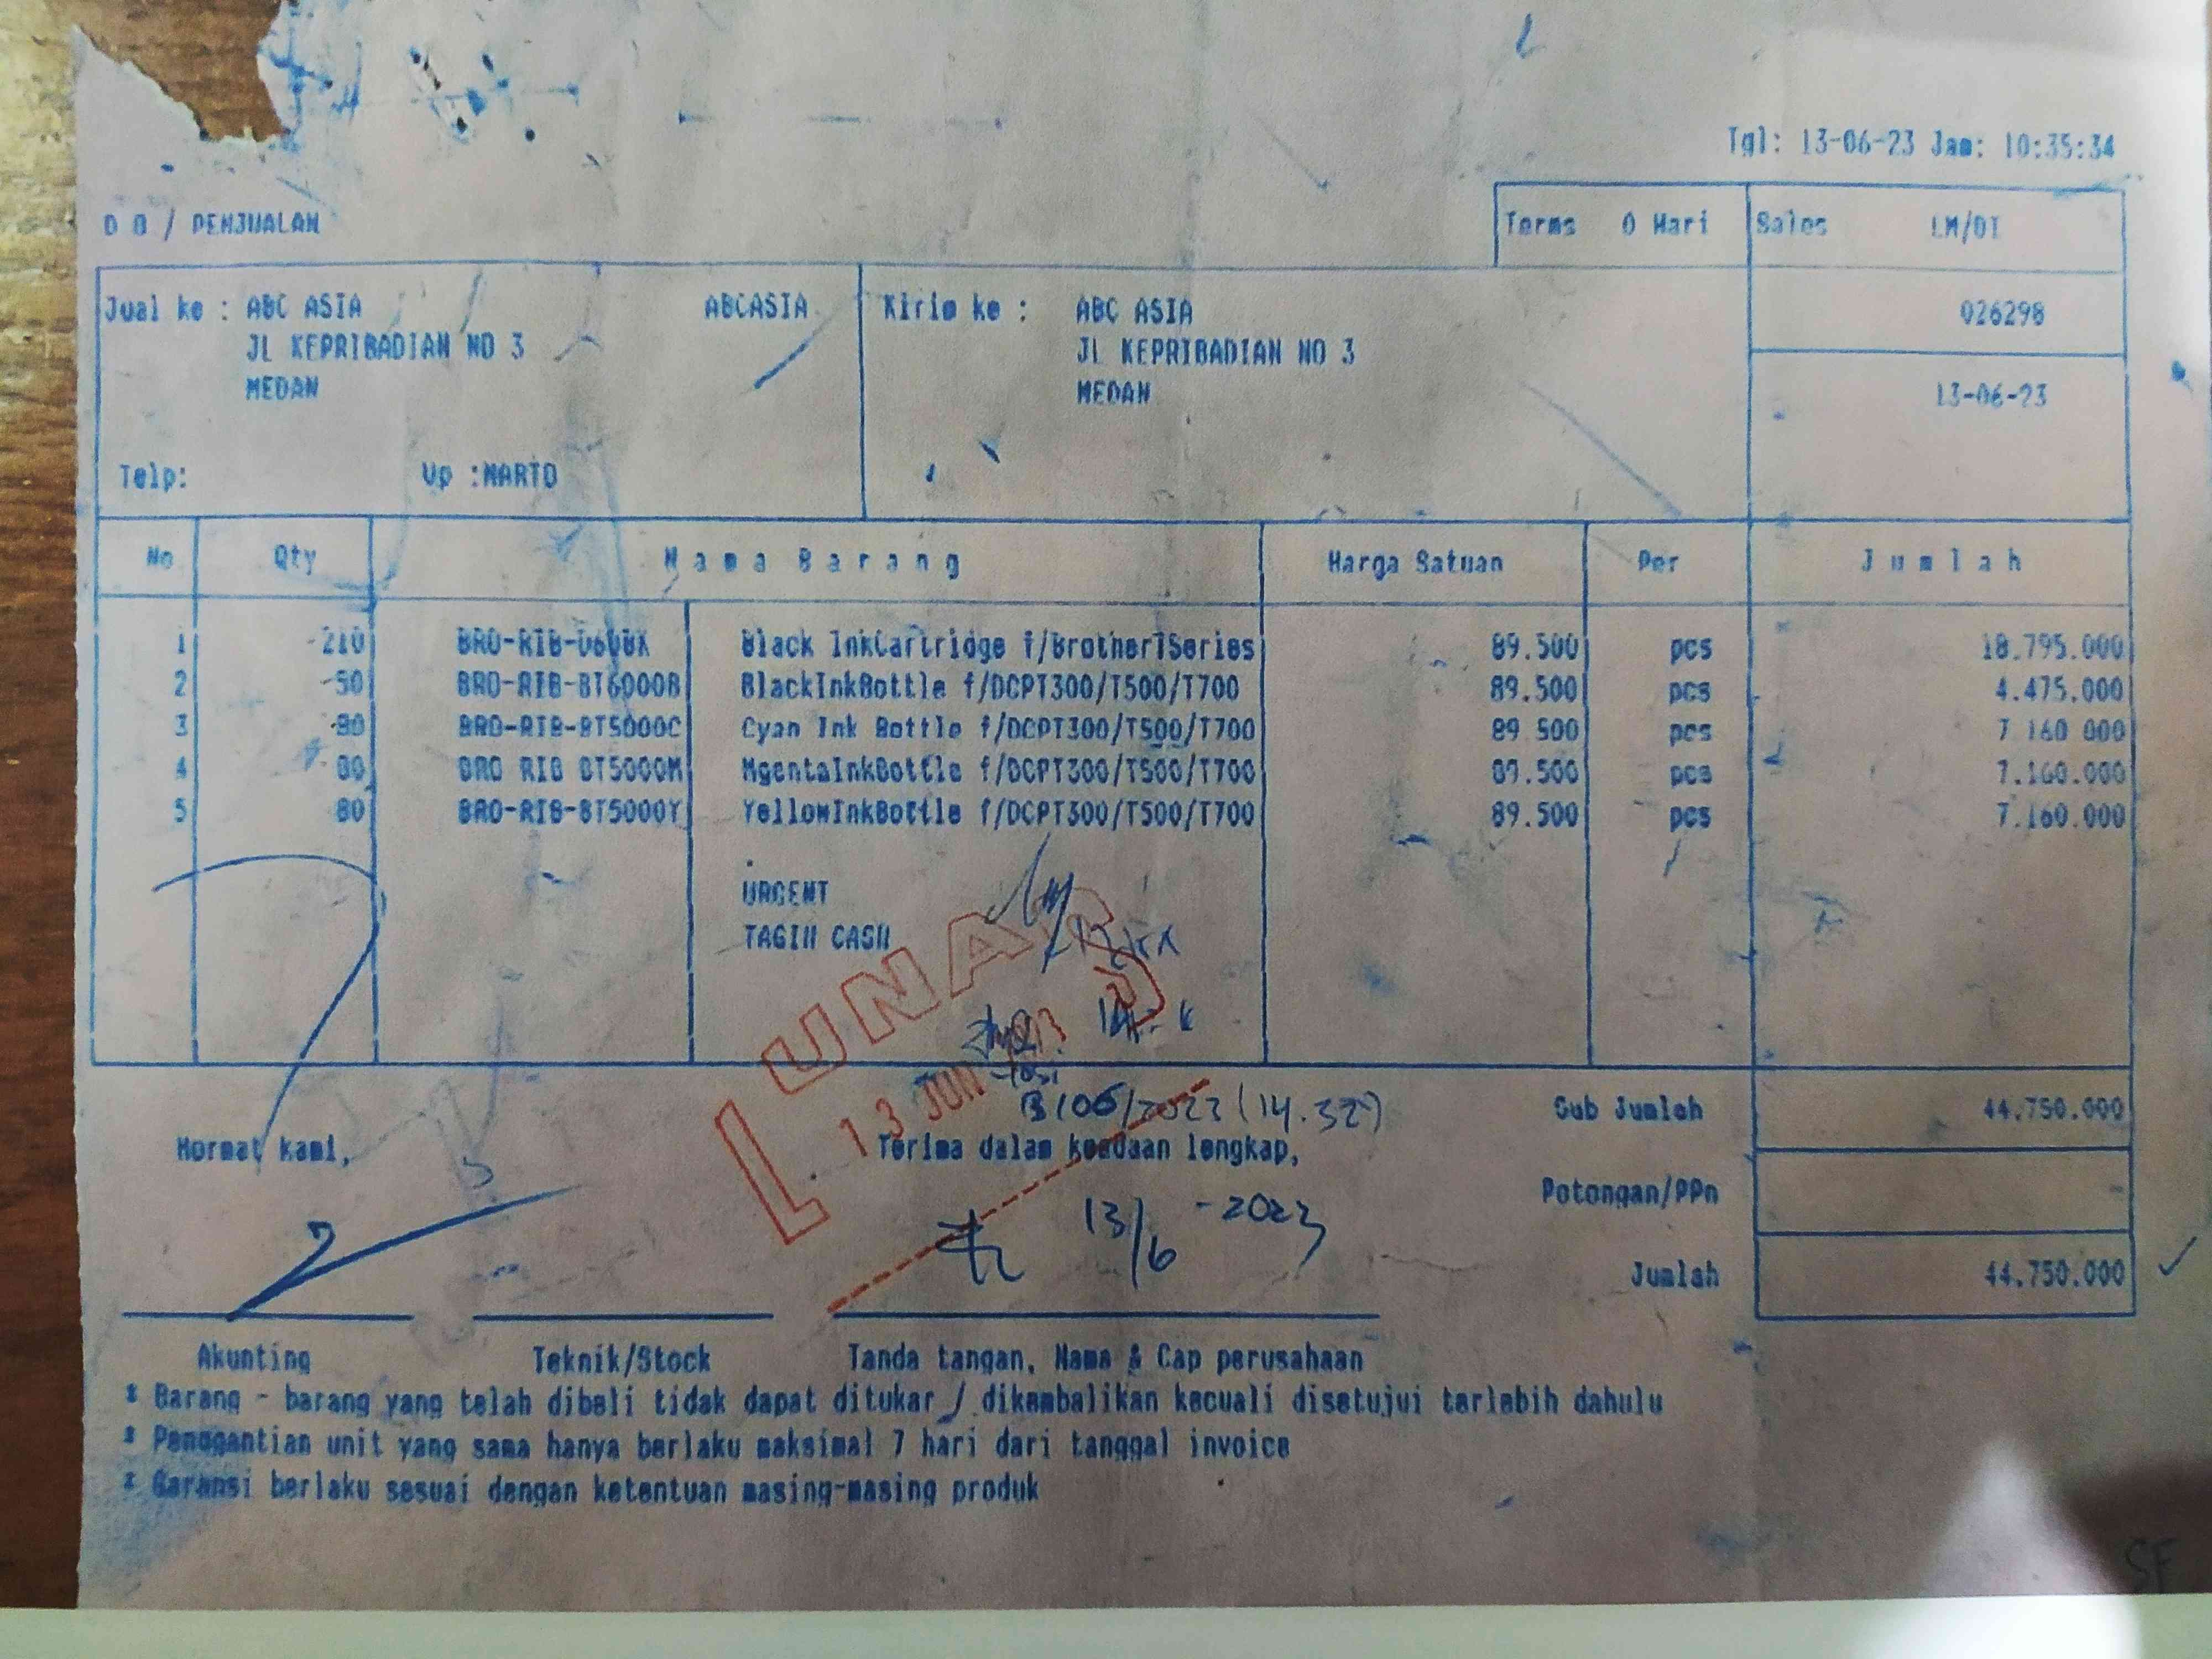 Tgl: 13-06-23 Jam: 10:35:34
D O / PENJUALAN
Terms 0 Hari Sales LM/DI
Jual ke : ABC ASIA ABCASIA Kirim ke : ABC ASIA 026298
JL KEPRIBADIAN NO 3 JL KEPRIBADIAN NO 3
MEDAN MEDAN 13-06-23
Telp: Up :NARTO
No Qty Nama Barang Harga Satuan Per Jumlah
1 210 Black InkCartridge f/Brother7Series 89.500 pcs 18.795.000
2 50 BRO-RIB-BT6000B BlackInkBottle f/DCPT300/T500/T700 89.500 pcs 4.475.000
3 80 BRO-RIB-BT5000C Cyan Ink Bottle f/DCPT300/T500/T700 89.500 pcs 7.160.000
4 80 BRO-RIB-BT5000M MgentaInkBottle f/DCPT300/T500/T700 89.500 pcs 7.160.000
5 80 BRO-RIB-BT5000Y YellowInkBottle f/DCPT300/T500/T700 89.500 pcs 7.160.000
.
URGENT
TAGIH CASH
LUNAS
13 JUN
13/06/2023 (14.32)
Sub Jumlah 44.750.000
Hormat kami, Terima dalam keadaan lengkap,
Potongan/PPn -
13/6 -2023
Jumlah 44.750.000
Akunting Teknik/Stock Tanda tangan, Nama & Cap perusahaan
* Barang - barang yang telah dibeli tidak dapat ditukar / dikembalikan kecuali disetujui terlebih dahulu
* Penggantian unit yang sama hanya berlaku maksimal 7 hari dari tanggal invoice
* Garansi berlaku sesuai dengan ketentuan masing-masing produk
SF